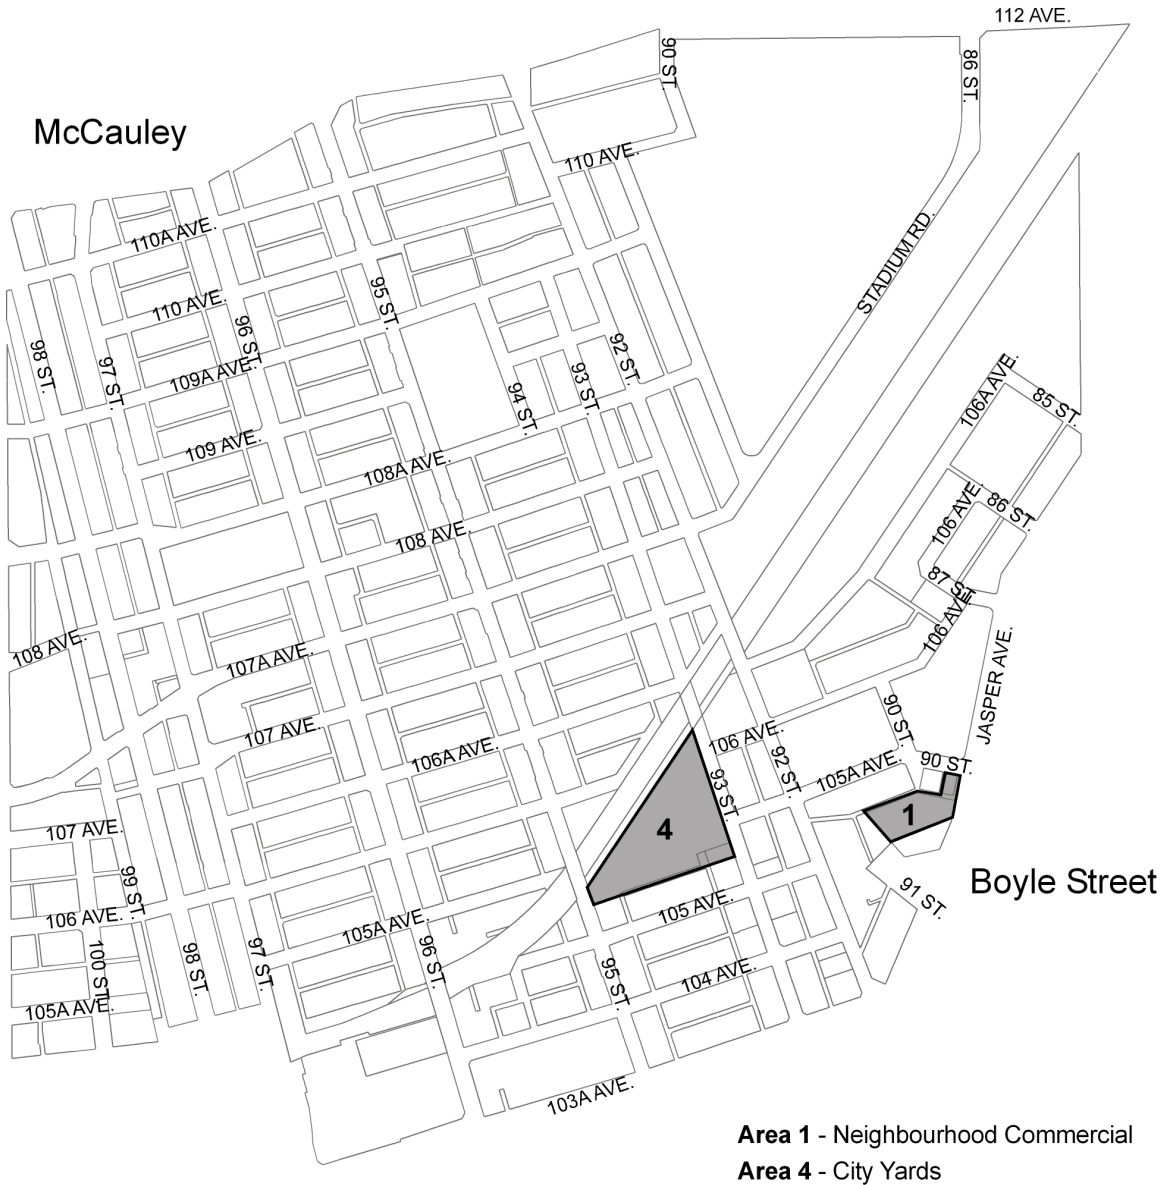 112 AVE.
90 ST.
86 ST.
McCauley
110 AVE.
110A AVE.
STADIUM RD.
95 ST.
110 AVE.
96 ST.
98 ST.
97 ST.
109A AVE.
92 ST.
93 ST.
94 ST.
106A AVE.
85 ST.
109 AVE.
108A AVE.
106 AVE.
86 ST.
108 AVE.
87 ST.
106 AVE.
108 AVE.
107A AVE.
JASPER AVE.
90 ST.
107 AVE.
106A AVE.
106 AVE.
92 ST.
93 ST.
105A AVE.
90 ST.
4
1
107 AVE.
99 ST.
Boyle Street
91 ST.
106 AVE.
105 AVE.
105A AVE.
100 ST.
98 ST.
97 ST.
96 ST.
95 ST.
104 AVE.
105A AVE.
103A AVE.
Area 1 - Neighbourhood Commercial
Area 4 - City Yards